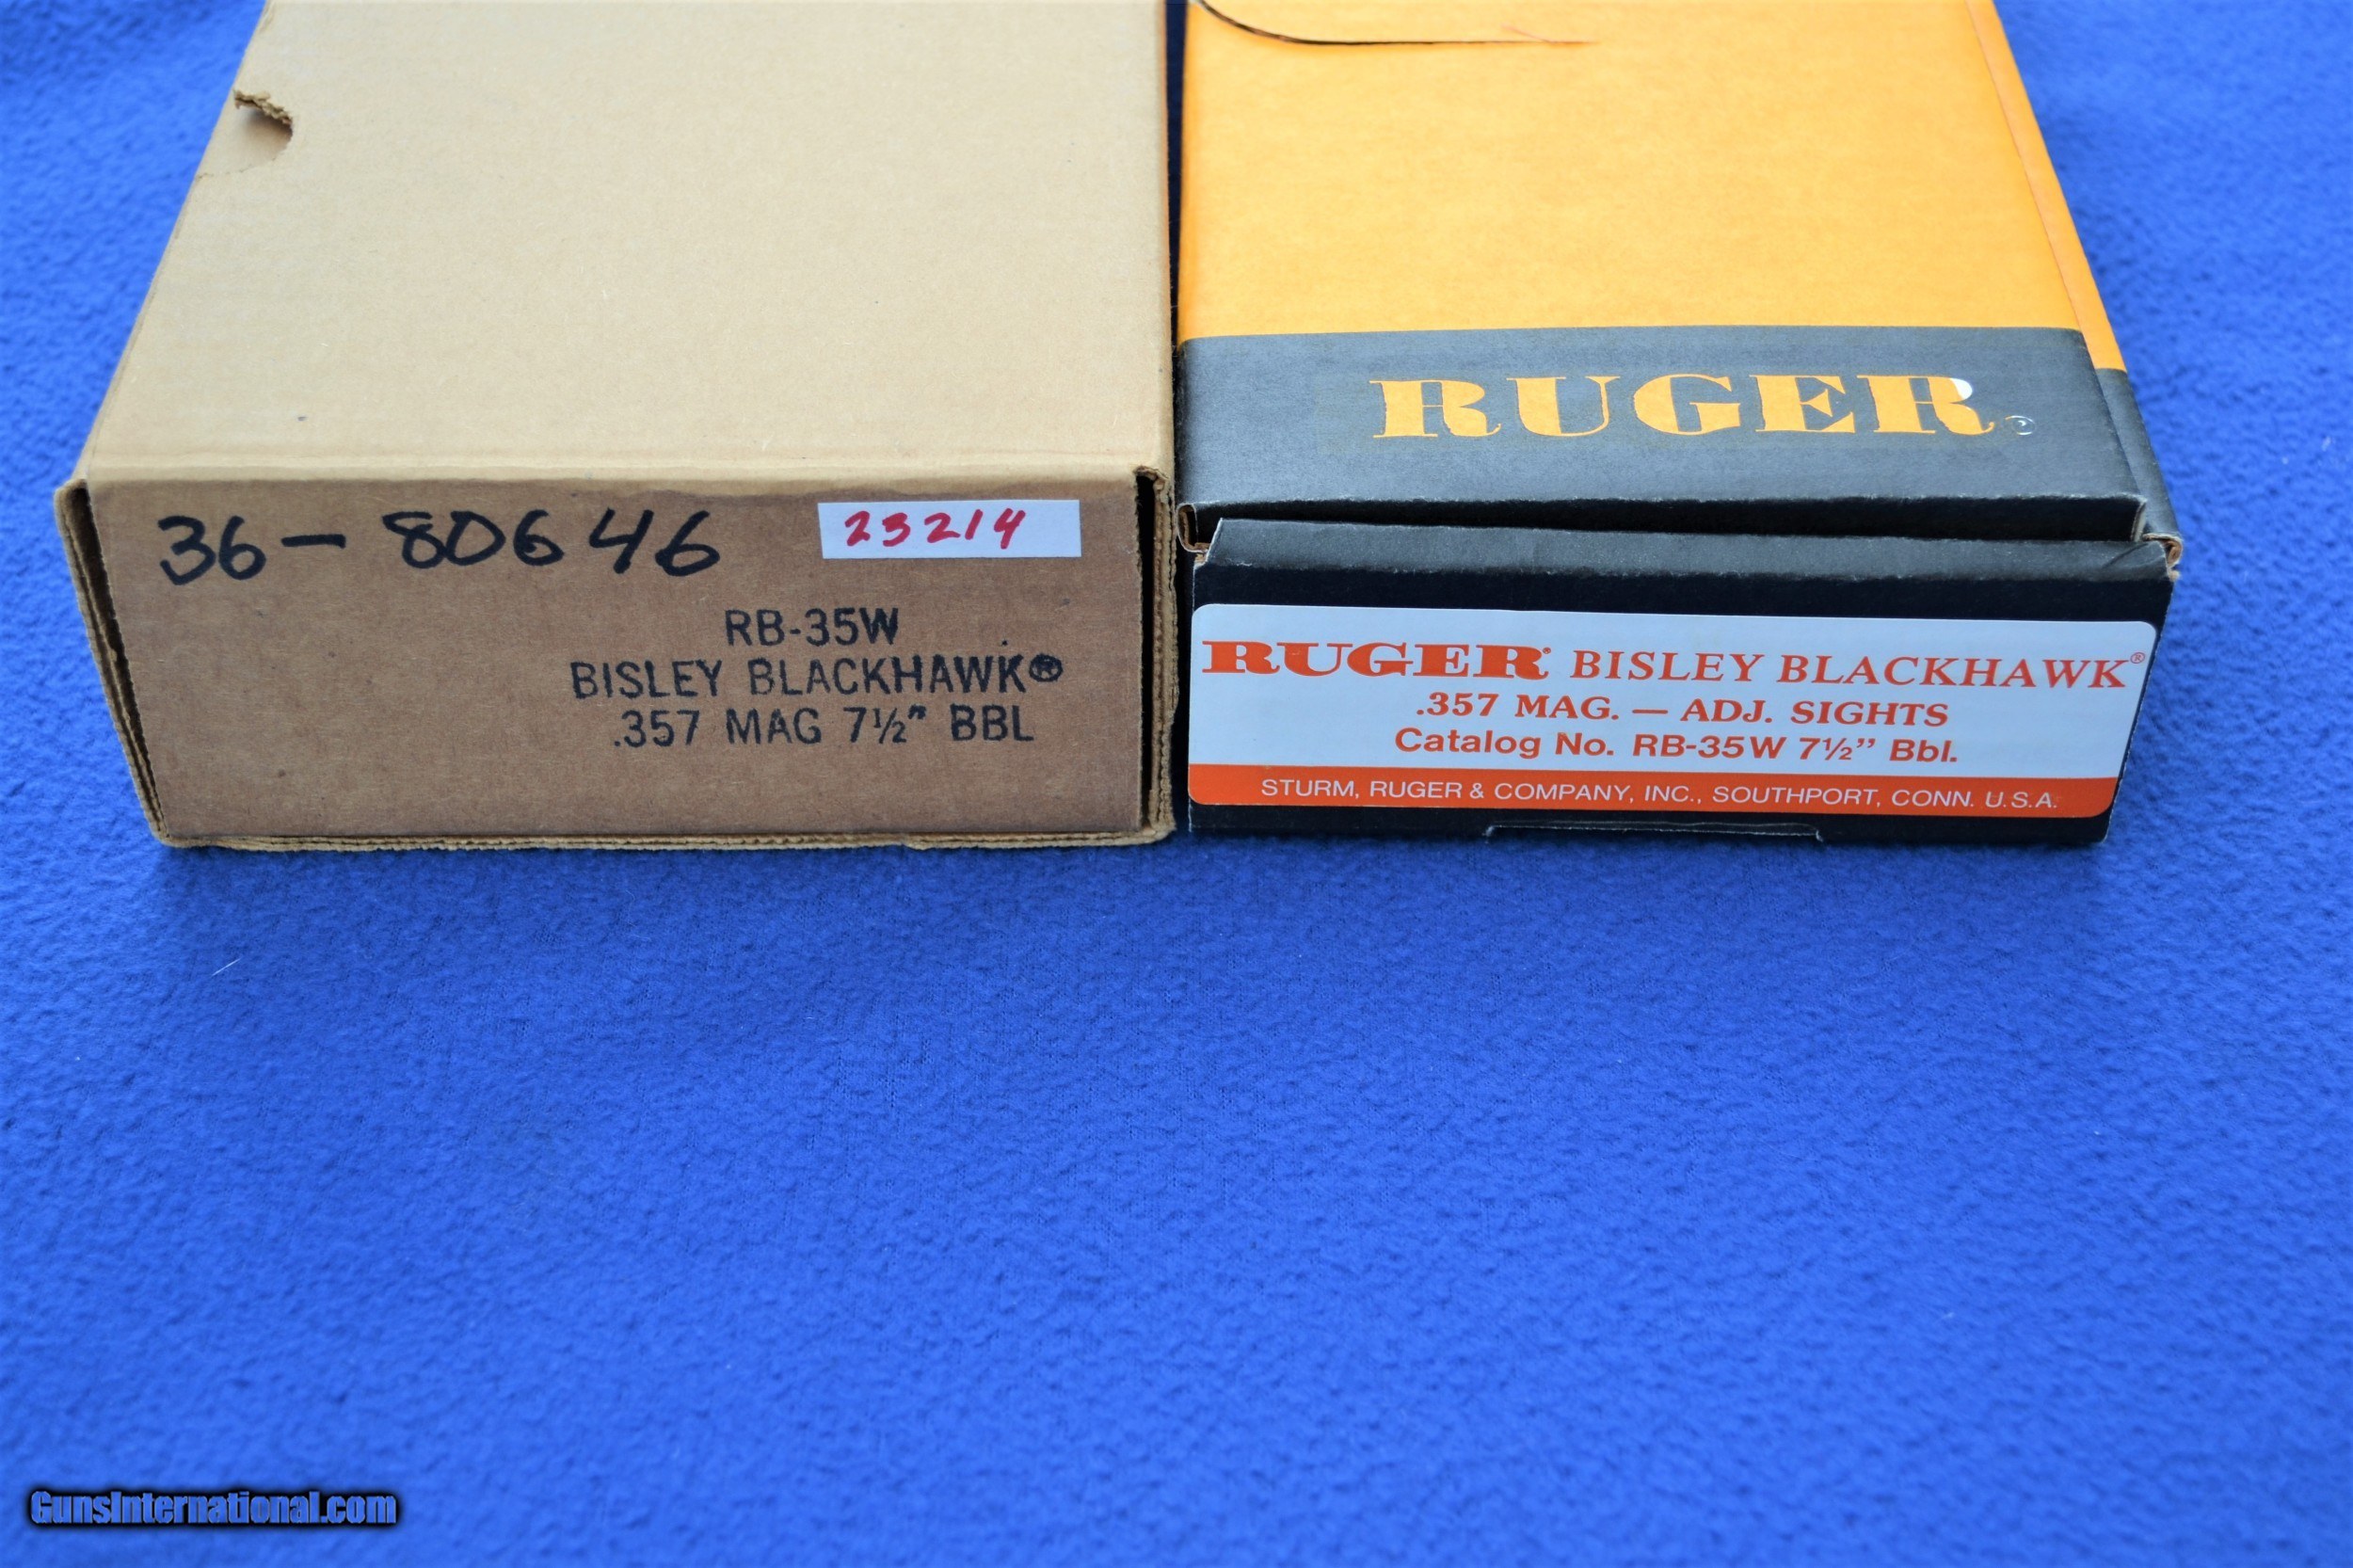 36-80646
23214
RB-35W
BISLEY BLACKHAWK®
.357 MAG 7½" BBL
RUGER®
RUGER® BISLEY BLACKHAWK®
.357 MAG. — ADJ. SIGHTS
Catalog No. RB-35W 7½" Bbl.
STURM, RUGER & COMPANY, INC., SOUTHPORT, CONN. U.S.A.
GunsInternational.com